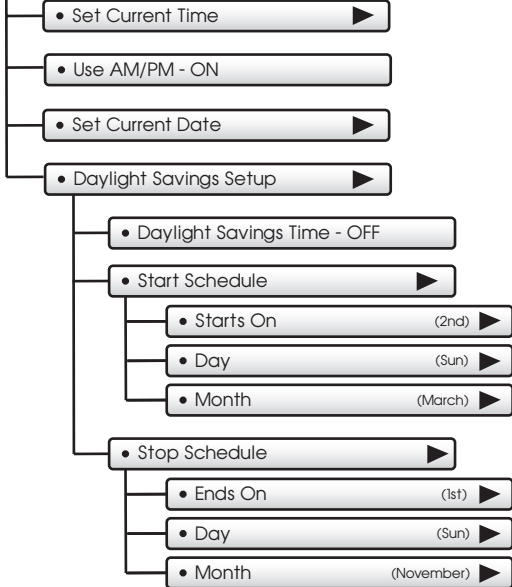 • Set Current Time
• Use AM/PM - ON
• Set Current Date
• Daylight Savings Setup
• Daylight Savings Time - OFF
• Start Schedule
• Starts On (2nd)
• Day (Sun)
• Month (March)
• Stop Schedule
• Ends On (1st)
• Day (Sun)
• Month (November)